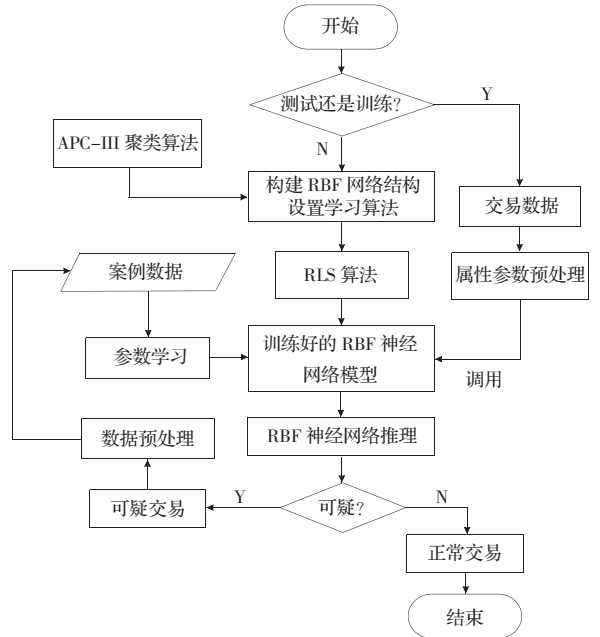 开始
测试还是训练?
Y
N
APC-III 聚类算法
构建 RBF 网络结构
设置学习算法
交易数据
案例数据
RLS 算法
属性参数预处理
参数学习
训练好的 RBF 神经
网络模型
调用
数据预处理
RBF 神经网络推理
可疑交易
Y
可疑?
N
正常交易
结束